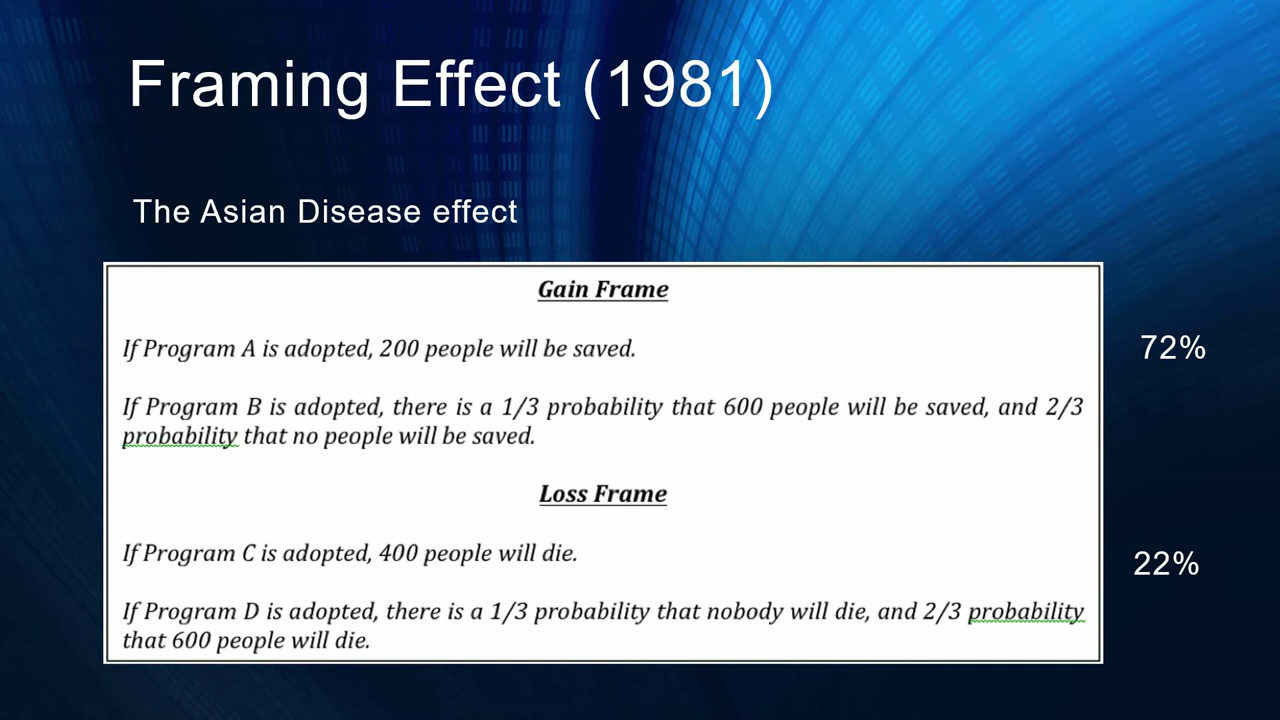 Framing Effect (1981)
The Asian Disease effect
Gain Frame
If Program A is adopted, 200 people will be saved.
72%
If Program B is adopted, there is a 1/3 probability that 600 people will be saved, and 2/3
probability that no people will be saved.
Loss Frame
If Program C is adopted, 400 people will die.
22%
If Program D is adopted, there is a 1/3 probability that nobody will die, and 2/3 probability
that 600 people will die.